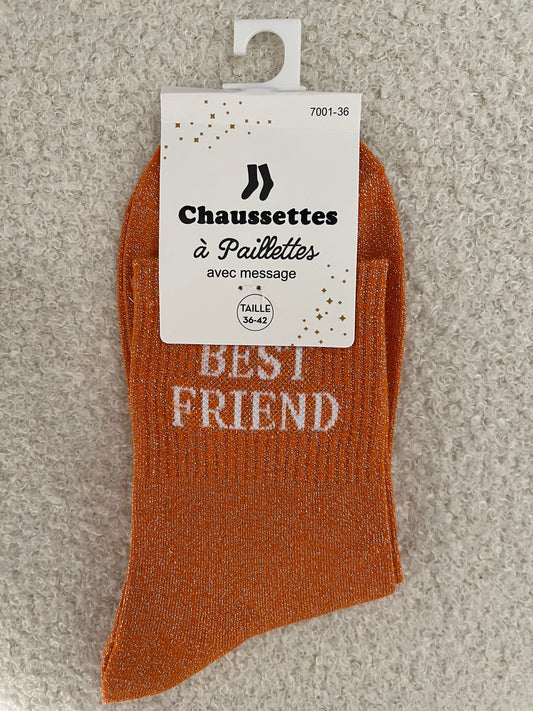 7001-36
Chaussettes
à Paillettes
avec message
TAILLE
36-42
BEST
FRIEND